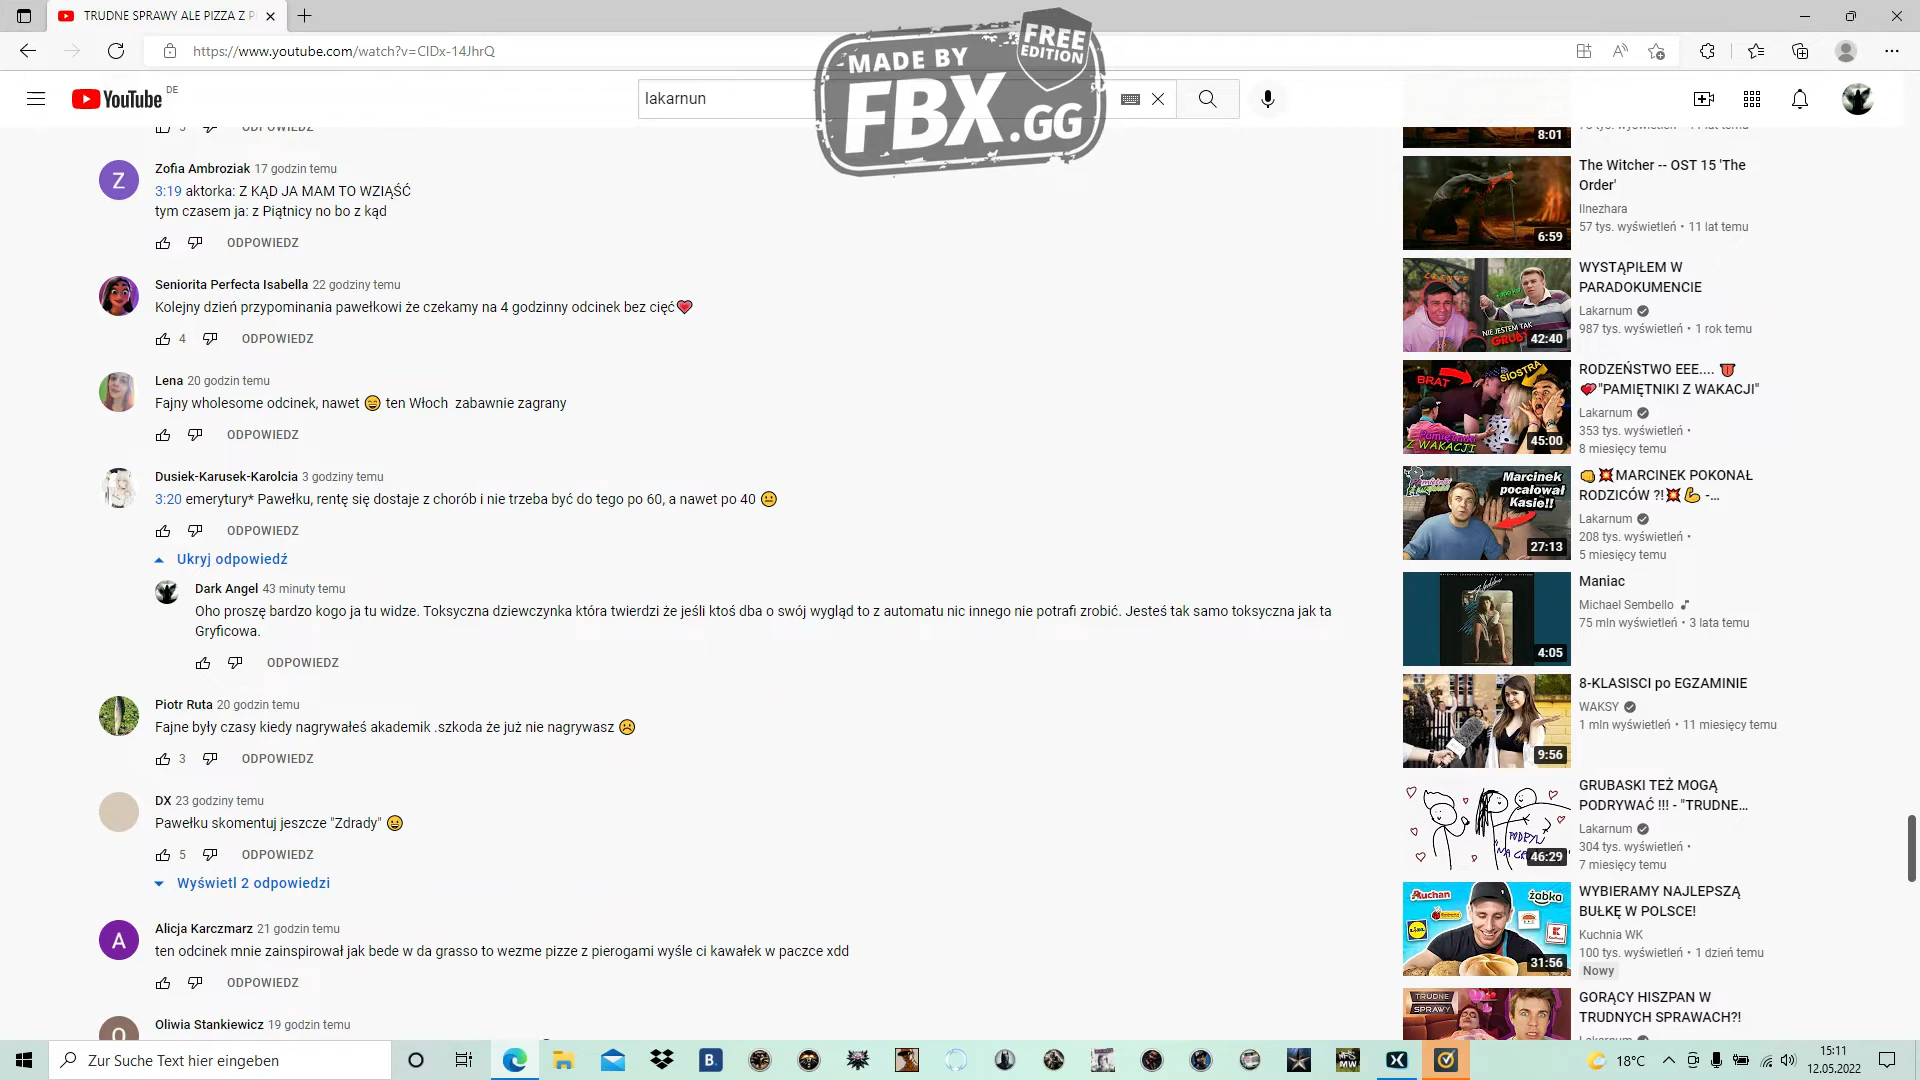 TRUDNE SPRAWY ALE PIZZA Z P
https://www.youtube.com/watch?v=CIDx-14JhrQ
MADE BY
FBX.GG
FREE
EDITION
YouTube DE
lakarnun
5 ODPOWIEDZ
Zofia Ambroziak 17 godzin temu
3:19 aktorka: Z KĄD JA MAM TO WZIĄŚĆ
tym czasem ja: z Piątnicy no bo z kąd
ODPOWIEDZ
Seniorita Perfecta Isabella 22 godziny temu
Kolejny dzień przypominania pawełkowi że czekamy na 4 godzinny odcinek bez cięć💗
4 ODPOWIEDZ
Lena 20 godzin temu
Fajny wholesome odcinek, nawet 😄 ten Włoch zabawnie zagrany
ODPOWIEDZ
Dusiek-Karusek-Karolcia 3 godziny temu
3:20 emerytury* Pawełku, rentę się dostaje z chorób i nie trzeba być do tego po 60, a nawet po 40 😐
ODPOWIEDZ
Ukryj odpowiedź
Dark Angel 43 minuty temu
Oho proszę bardzo kogo ja tu widze. Toksyczna dziewczynka która twierdzi że jeśli ktoś dba o swój wygląd to z automatu nic innego nie potrafi zrobić. Jesteś tak samo toksyczna jak ta
Gryficowa.
ODPOWIEDZ
Piotr Ruta 20 godzin temu
Fajne były czasy kiedy nagrywałeś akademik .szkoda że już nie nagrywasz ☹️
3 ODPOWIEDZ
DX 23 godziny temu
Pawełku skomentuj jeszcze "Zdrady" 😀
5 ODPOWIEDZ
Wyświetl 2 odpowiedzi
Alicja Karczmarz 21 godzin temu
ten odcinek mnie zainspirował jak bede w da grasso to wezme pizze z pierogami wyśle ci kawałek w paczce xdd
ODPOWIEDZ
Oliwia Stankiewicz 19 godzin temu
8:01
The Witcher -- OST 15 'The
Order'
Ilnezhara
57 tys. wyświetleń • 11 lat temu
6:59
WYSTĄPIŁEM W
PARADOKUMENCIE
Lakarnum
987 tys. wyświetleń • 1 rok temu
NIE JESTEM TAK
GRUBY
42:40
RODZEŃSTWO EEE.... 👅
💘"PAMIĘTNIKI Z WAKACJI"
Lakarnum
353 tys. wyświetleń •
8 miesięcy temu
BRAT
SIOSTRA
Pamiętniki
Z WAKACJI
45:00
👊💥MARCINEK POKONAŁ
RODZICÓW ?!💥💪 -...
Lakarnum
208 tys. wyświetleń •
5 miesięcy temu
Marcinek
pocałował
Kasie!!
27:13
Maniac
Michael Sembello
75 mln wyświetleń • 3 lata temu
4:05
8-KLASISCI po EGZAMINIE
WAKSY
1 mln wyświetleń • 11 miesięcy temu
9:56
GRUBASKI TEŻ MOGĄ
PODRYWAĆ !!! - "TRUDNE...
Lakarnum
304 tys. wyświetleń •
7 miesięcy temu
46:29
WYBIERAMY NAJLEPSZĄ
BUŁKĘ W POLSCE!
Kuchnia WK
100 tys. wyświetleń • 1 dzień temu
Nowy
Auchan
żabka
LIDL
31:56
GORĄCY HISZPAN W
TRUDNYCH SPRAWACH?!
TRUDNE
SPRAWY
Zur Suche Text hier eingeben
B.
NFS
MW
18°C
15:11
12.05.2022